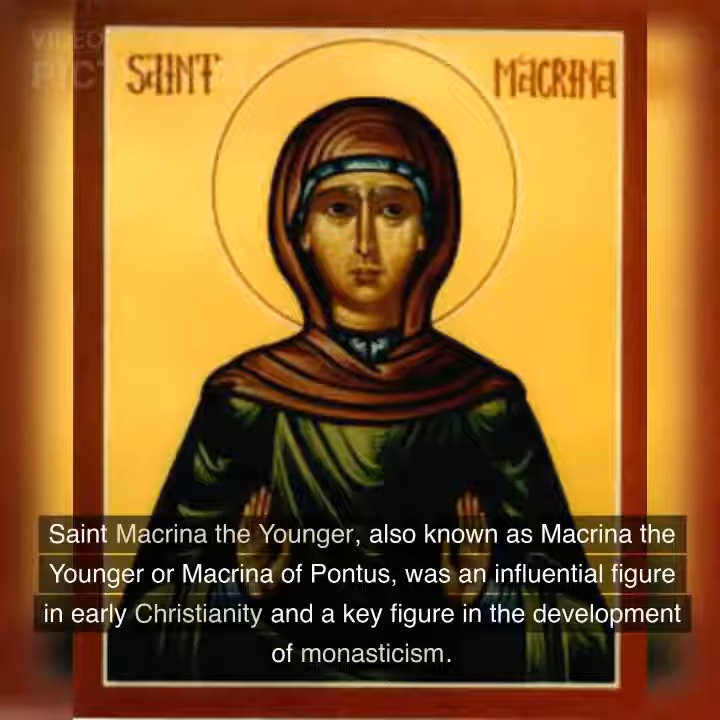 VIDEO
SAINT MACRINA
Saint Macrina the Younger, also known as Macrina the
Younger or Macrina of Pontus, was an influential figure
in early Christianity and a key figure in the development
of monasticism.